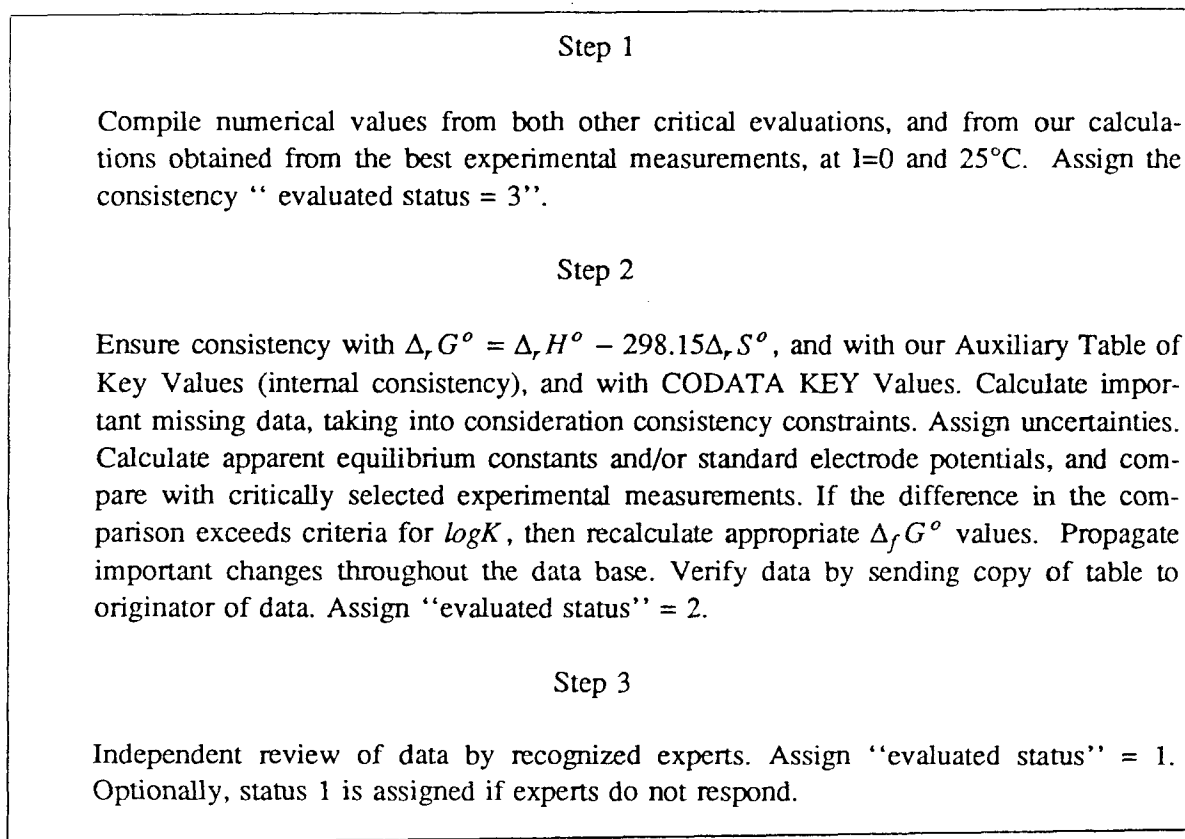 Step 1
Compile numerical values from both other critical evaluations, and from our calcula-
tions obtained from the best experimental measurements, at I=0 and 25°C. Assign the
consistency “ evaluated status = 3”.
Step 2
Ensure consistency with ΔᵣG° = ΔᵣH° − 298.15ΔᵣS°, and with our Auxiliary Table of
Key Values (internal consistency), and with CODATA KEY Values. Calculate impor-
tant missing data, taking into consideration consistency constraints. Assign uncertainties.
Calculate apparent equilibrium constants and/or standard electrode potentials, and com-
pare with critically selected experimental measurements. If the difference in the com-
parison exceeds criteria for logK, then recalculate appropriate Δ_fG° values. Propagate
important changes throughout the data base. Verify data by sending copy of table to
originator of data. Assign “evaluated status” = 2.
Step 3
Independent review of data by recognized experts. Assign “evaluated status” = 1.
Optionally, status 1 is assigned if experts do not respond.